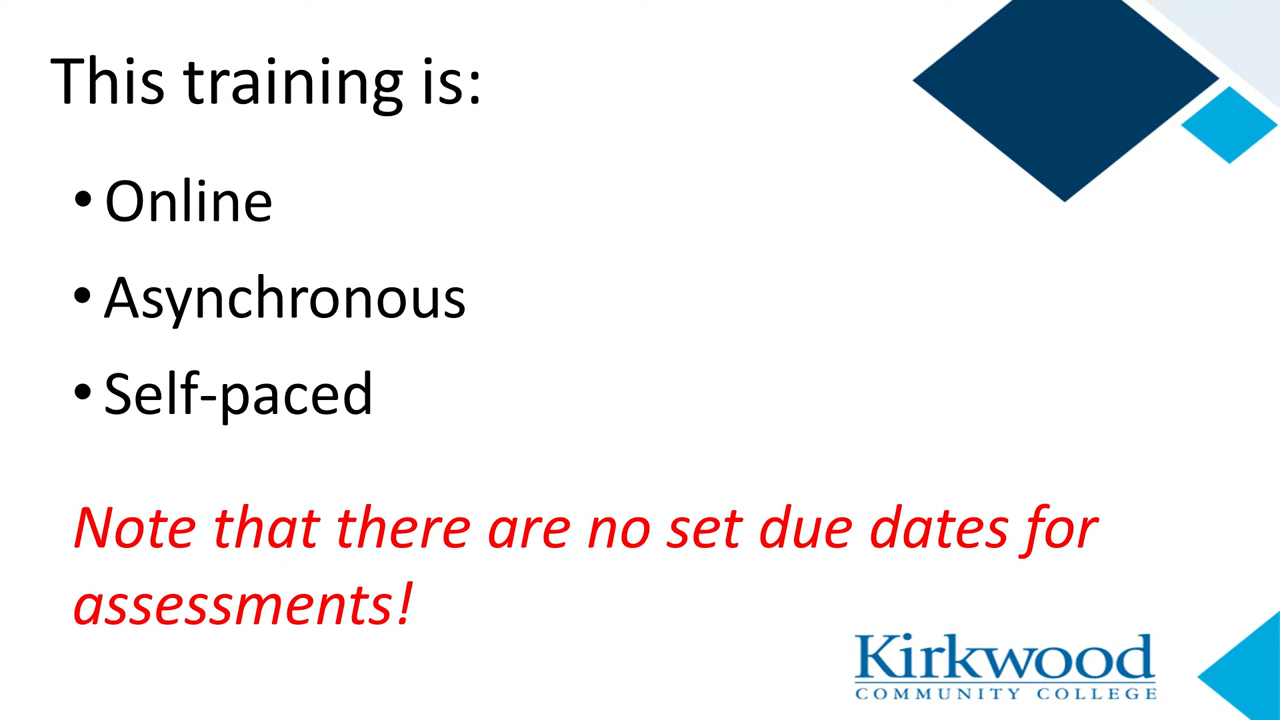 This training is:
• Online
• Asynchronous
• Self-paced
Note that there are no set due dates for
assessments!
Kirkwood
COMMUNITY COLLEGE